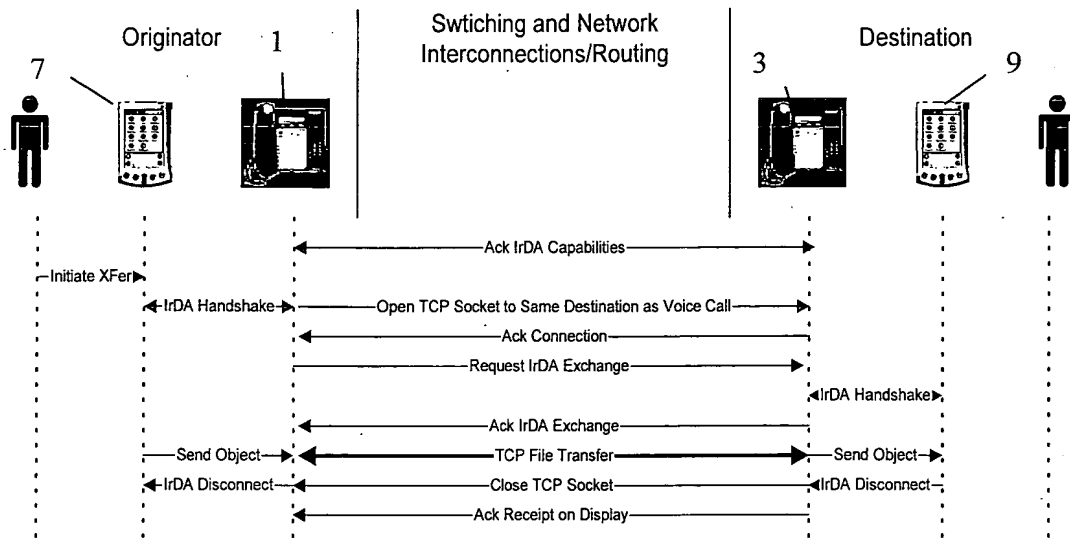 Originator
Swtiching and Network
Interconnections/Routing
Destination
7
1
3
9
Ack IrDA Capabilities
Initiate XFer
IrDA Handshake
Open TCP Socket to Same Destination as Voice Call
Ack Connection
Request IrDA Exchange
IrDA Handshake
Ack IrDA Exchange
Send Object
TCP File Transfer
Send Object
IrDA Disconnect
Close TCP Socket
IrDA Disconnect
Ack Receipt on Display